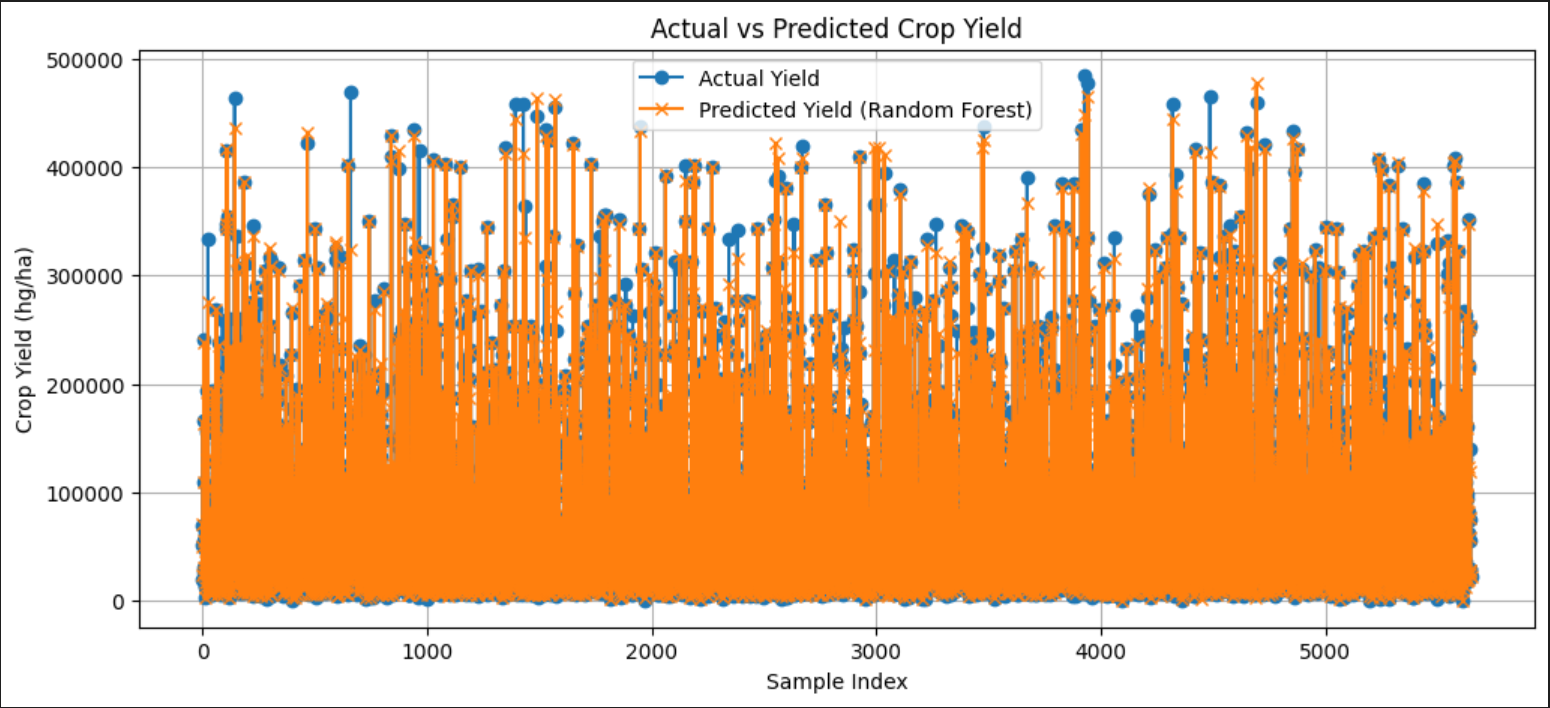 Actual vs Predicted Crop Yield
Actual Yield
Predicted Yield (Random Forest)
Crop Yield (hg/ha)
500000
400000
300000
200000
100000
0
0 1000 2000 3000 4000 5000
Sample Index